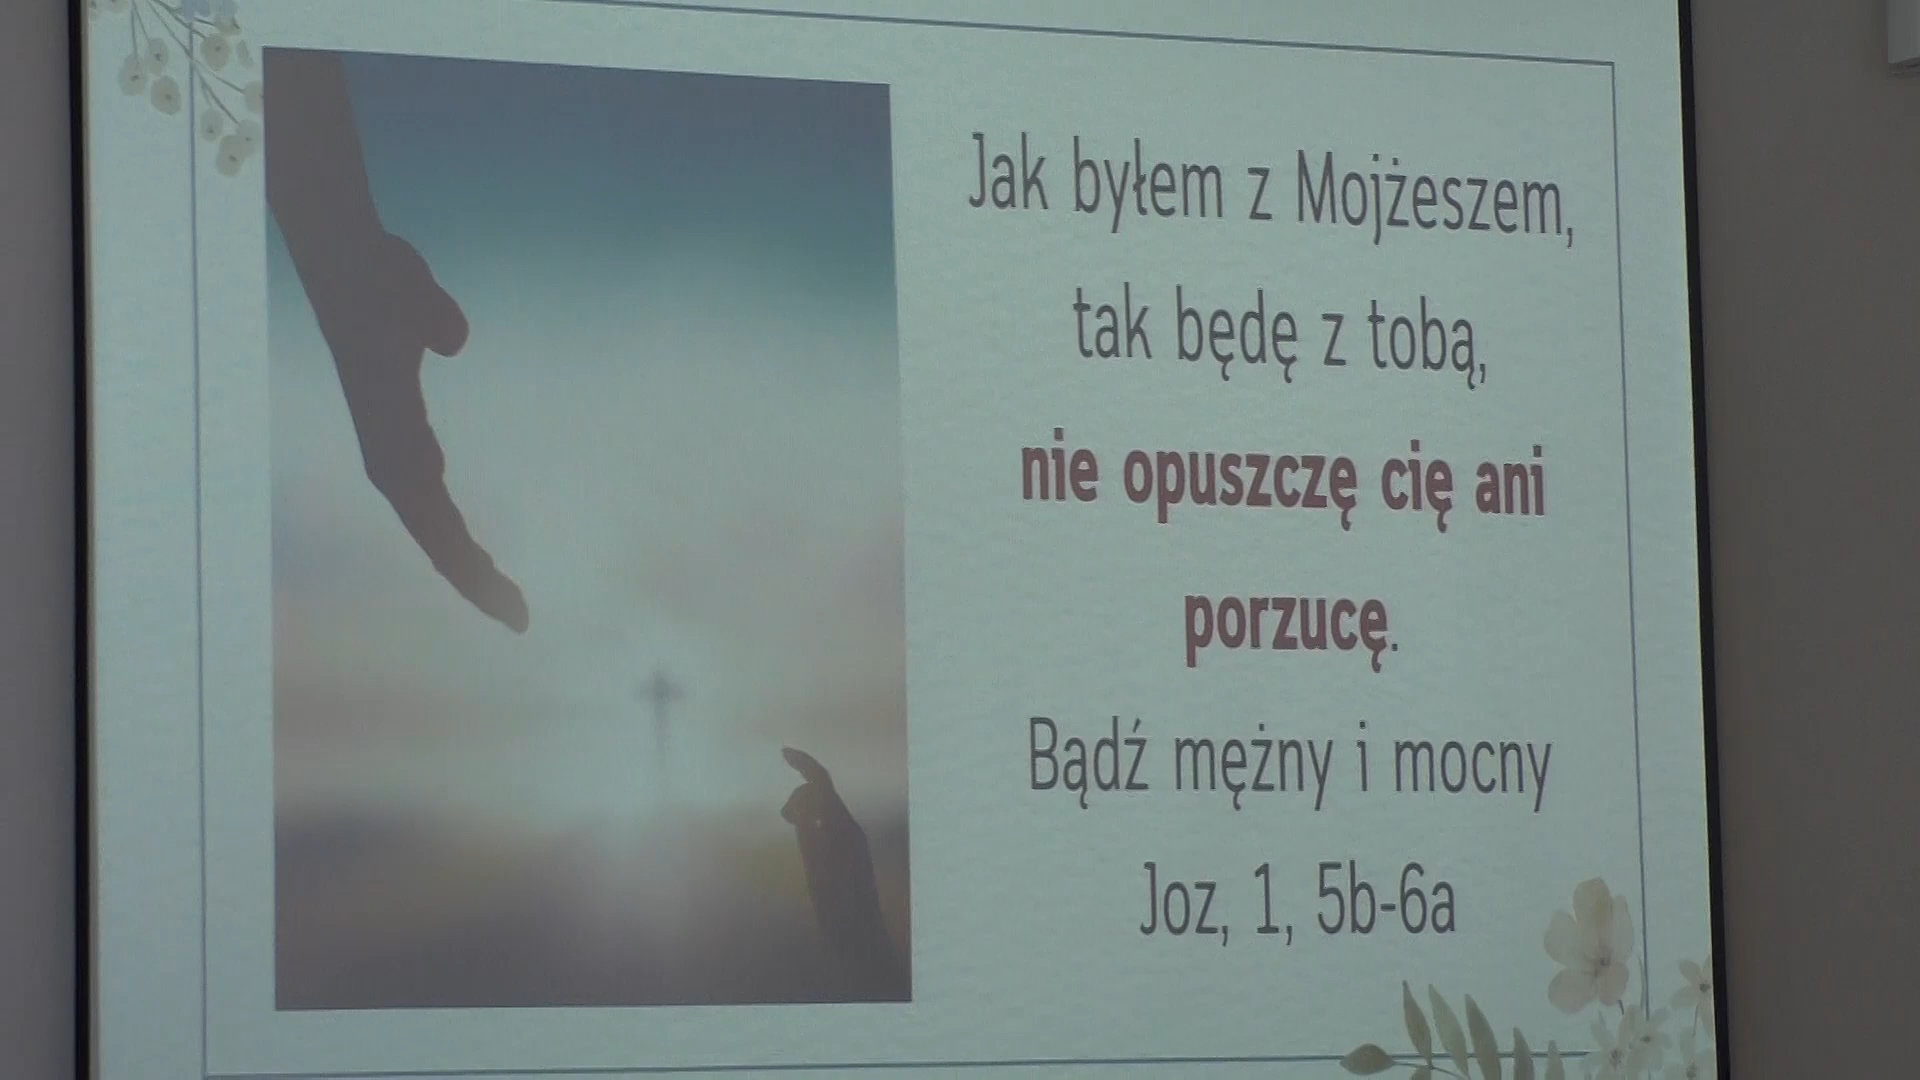 Jak byłem z Mojżeszem,
tak będę z tobą,
nie opuszczę cię ani
porzucę.
Bądź mężny i mocny
Joz, 1, 5b-6a